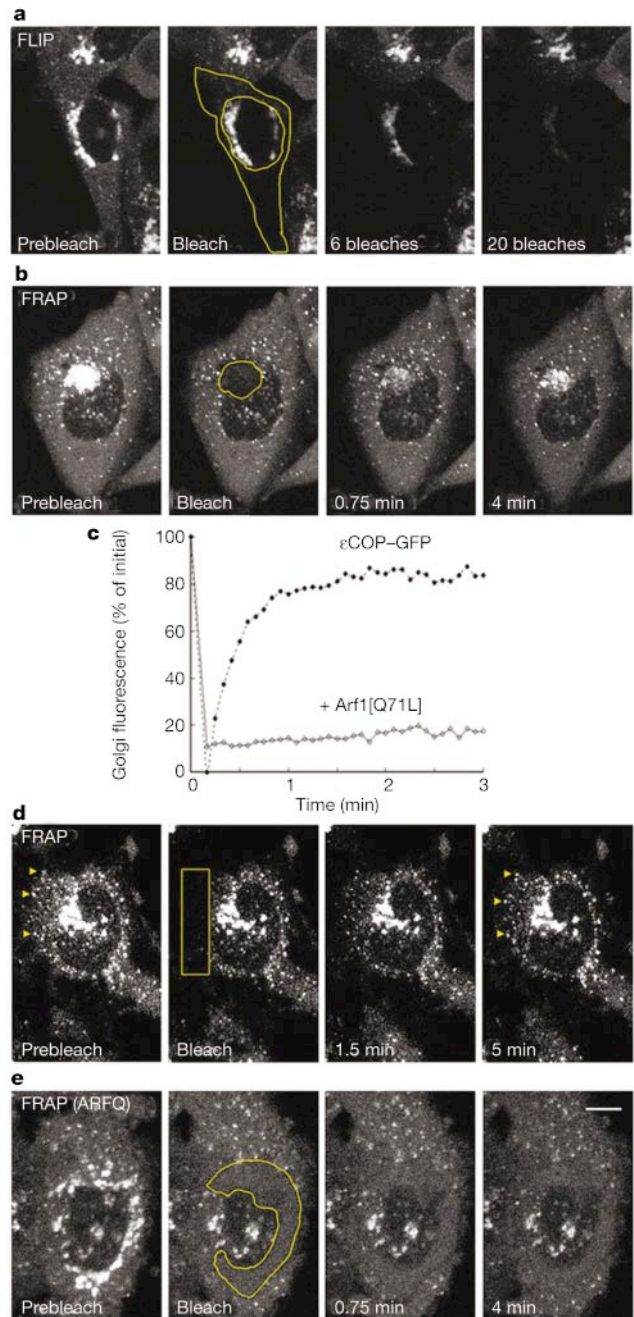 a
FLIP
Prebleach
Bleach
6 bleaches
20 bleaches
b
FRAP
Prebleach
Bleach
0.75 min
4 min
c
Golgi fluorescence (% of initial)
100
80
60
40
20
0
εCOP–GFP
+ Arf1[Q71L]
0
1
2
3
Time (min)
d
FRAP
Prebleach
Bleach
1.5 min
5 min
e
FRAP (ARFQ)
Prebleach
Bleach
0.75 min
4 min